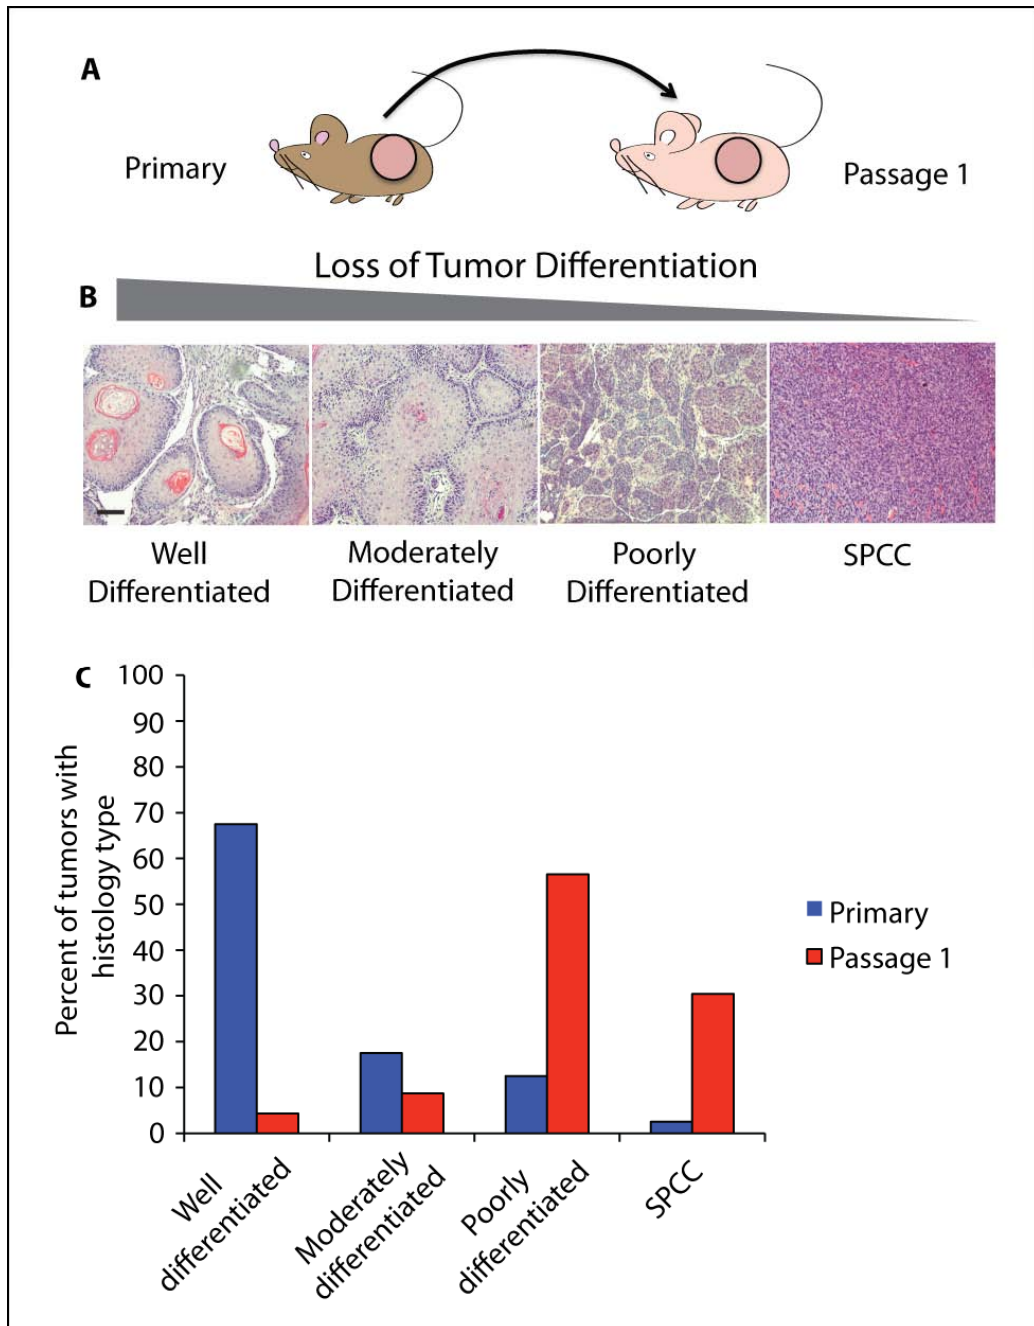 A
Primary
Passage 1
Loss of Tumor Differentiation
B
Well
Differentiated
Moderately
Differentiated
Poorly
Differentiated
SPCC
C
Percent of tumors with
histology type
100
90
80
70
60
50
40
30
20
10
0
Well
differentiated
Moderately
differentiated
Poorly
differentiated
SPCC
Primary
Passage 1